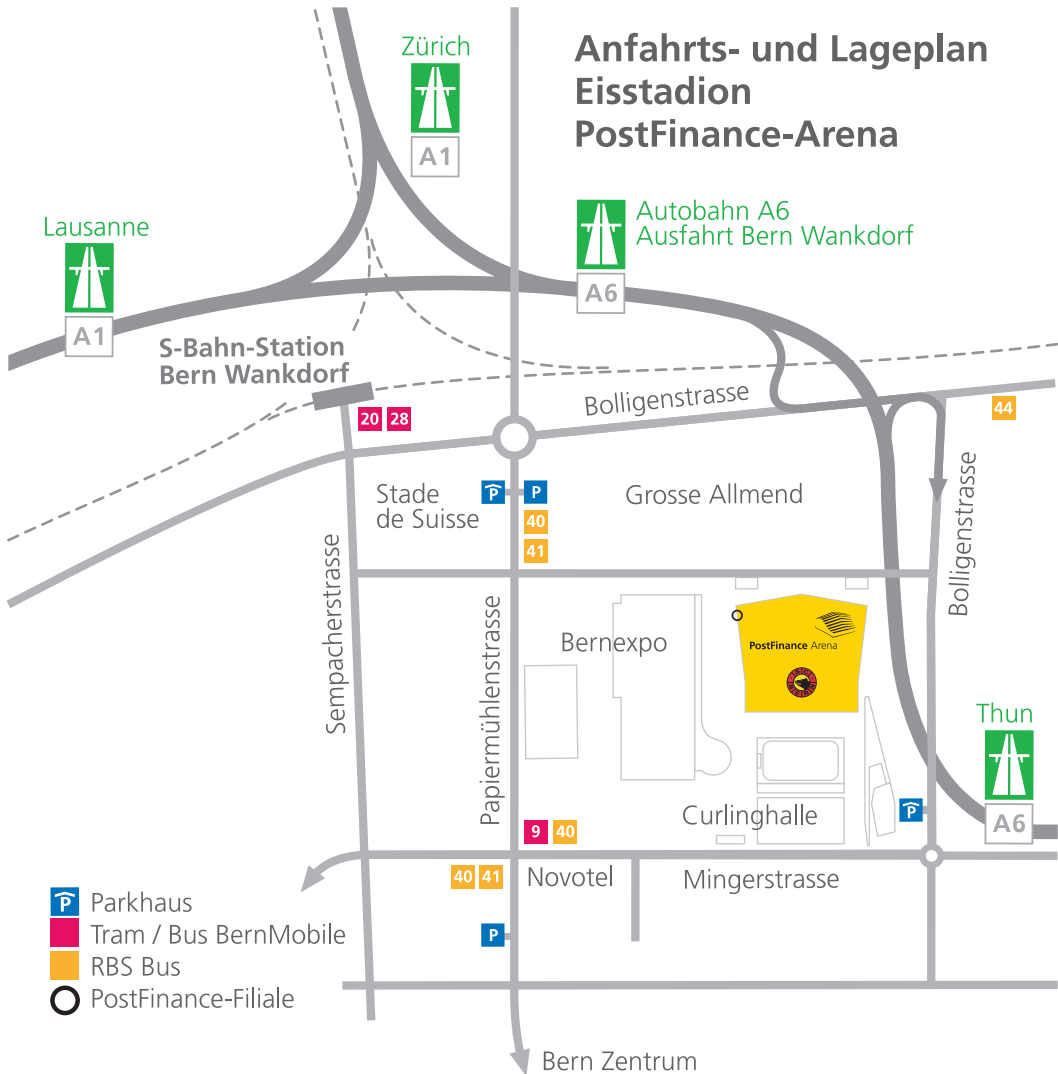 Anfahrts- und Lageplan
Eisstadion
PostFinance-Arena
Zürich
A1
Lausanne
A1
Autobahn A6
Ausfahrt Bern Wankdorf
A6
S-Bahn-Station
Bern Wankdorf
20 28
Bolligenstrasse
44
Stade
de Suisse
P
P
40
41
Grosse Allmend
Bolligenstrasse
Sempacherstrasse
Papiermühlenstrasse
Bernexpo
PostFinance Arena
Thun
A6
P
Curlinghalle
9 40
40 41
Novotel
Mingerstrasse
P
P Parkhaus
Tram / Bus BernMobile
RBS Bus
PostFinance-Filiale
Bern Zentrum